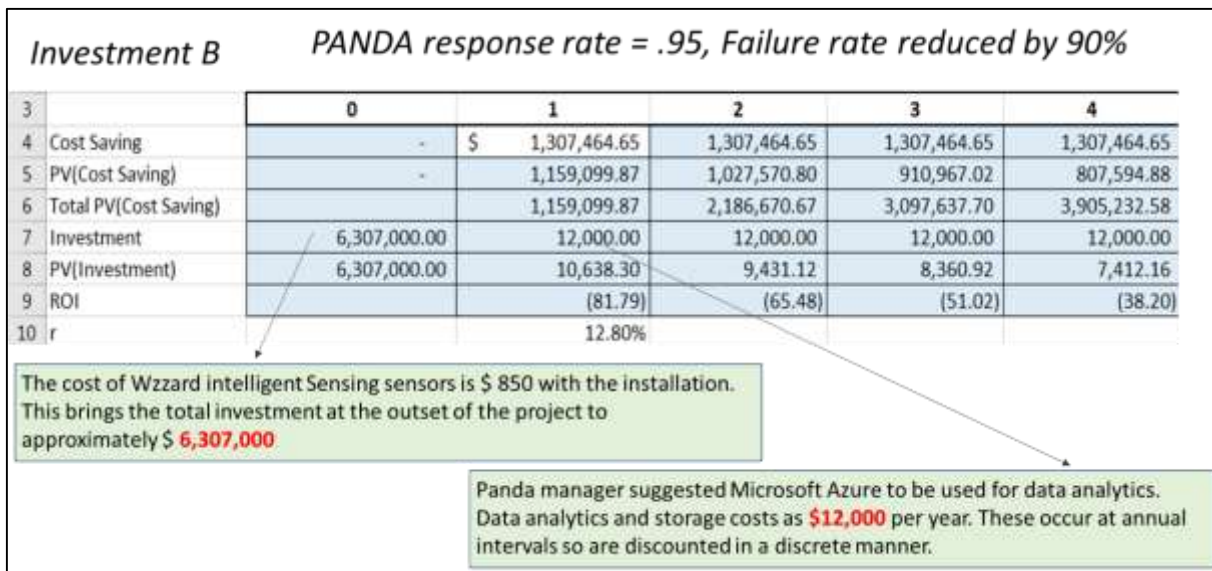 Investment B
PANDA response rate = .95, Failure rate reduced by 90%
3 0 1 2 3 4
4 Cost Saving - $ 1,307,464.65 1,307,464.65 1,307,464.65 1,307,464.65
5 PV(Cost Saving) - 1,159,099.87 1,027,570.80 910,967.02 807,594.88
6 Total PV(Cost Saving) 1,159,099.87 2,186,670.67 3,097,637.70 3,905,232.58
7 Investment 6,307,000.00 12,000.00 12,000.00 12,000.00 12,000.00
8 PV(Investment) 6,307,000.00 10,638.30 9,431.12 8,360.92 7,412.16
9 ROI (81.79) (65.48) (51.02) (38.20)
10 r 12.80%
The cost of Wzzard intelligent Sensing sensors is $ 850 with the installation.
This brings the total investment at the outset of the project to
approximately $ 6,307,000
Panda manager suggested Microsoft Azure to be used for data analytics.
Data analytics and storage costs as $12,000 per year. These occur at annual
intervals so are discounted in a discrete manner.